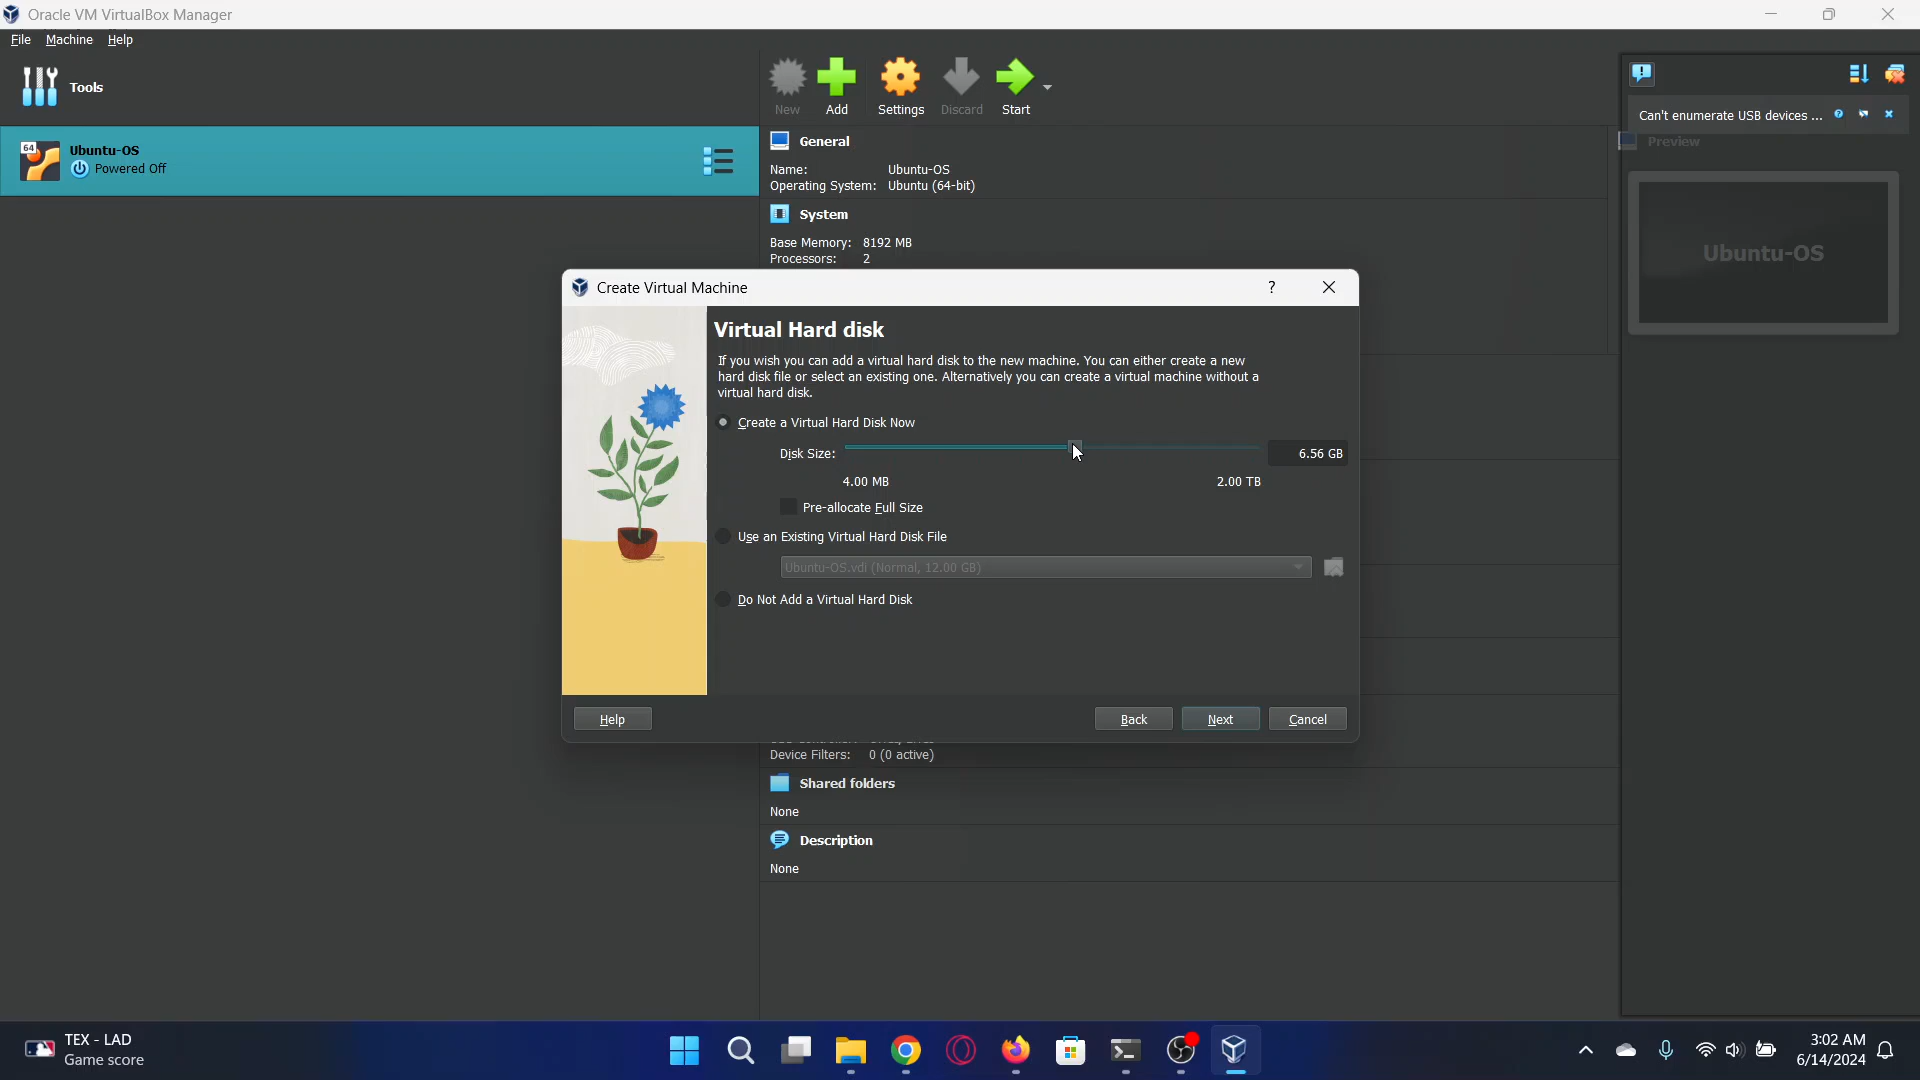 Oracle VM VirtualBox Manager
File Machine Help
Tools
New Add Settings Discard Start
Can't enumerate USB devices ...
64
Ubuntu-OS
Powered Off
General
Preview
Name: Ubuntu-OS
Operating System: Ubuntu (64-bit)
System
Base Memory: 8192 MB
Processors: 2
Ubuntu-OS
Create Virtual Machine
?
Virtual Hard disk
If you wish you can add a virtual hard disk to the new machine. You can either create a new
hard disk file or select an existing one. Alternatively you can create a virtual machine without a
virtual hard disk.
Create a Virtual Hard Disk Now
Disk Size: 6.56 GB
4.00 MB 2.00 TB
Pre-allocate Full Size
Use an Existing Virtual Hard Disk File
Ubuntu-OS.vdi (Normal, 12.00 GB)
Do Not Add a Virtual Hard Disk
Help Back Next Cancel
Device Filters: 0 (0 active)
Shared folders
None
Description
None
TEX - LAD
Game score
3:02 AM
6/14/2024